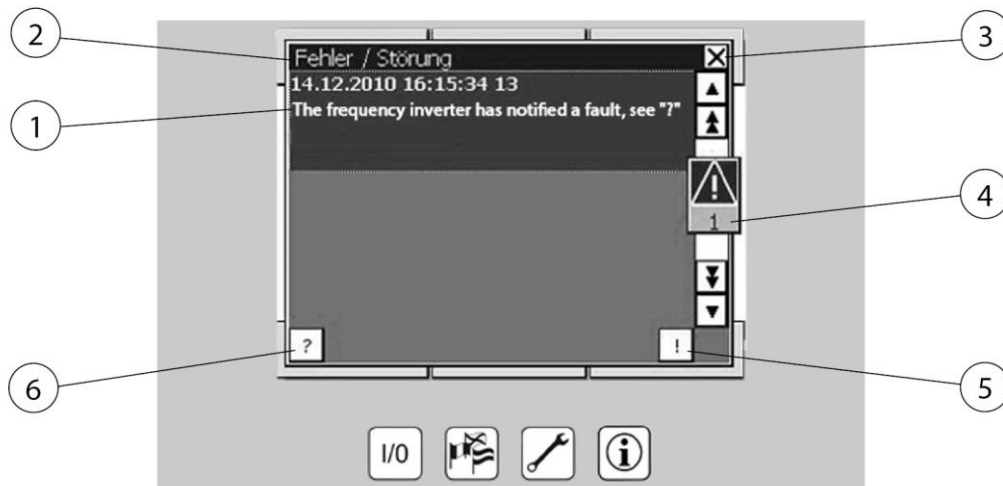 2
3
Fehler / Störung
14.12.2010 16:15:34 13
1
The frequency inverter has notified a fault, see "?"
!
1
4
?
!
6
5
I/0
i